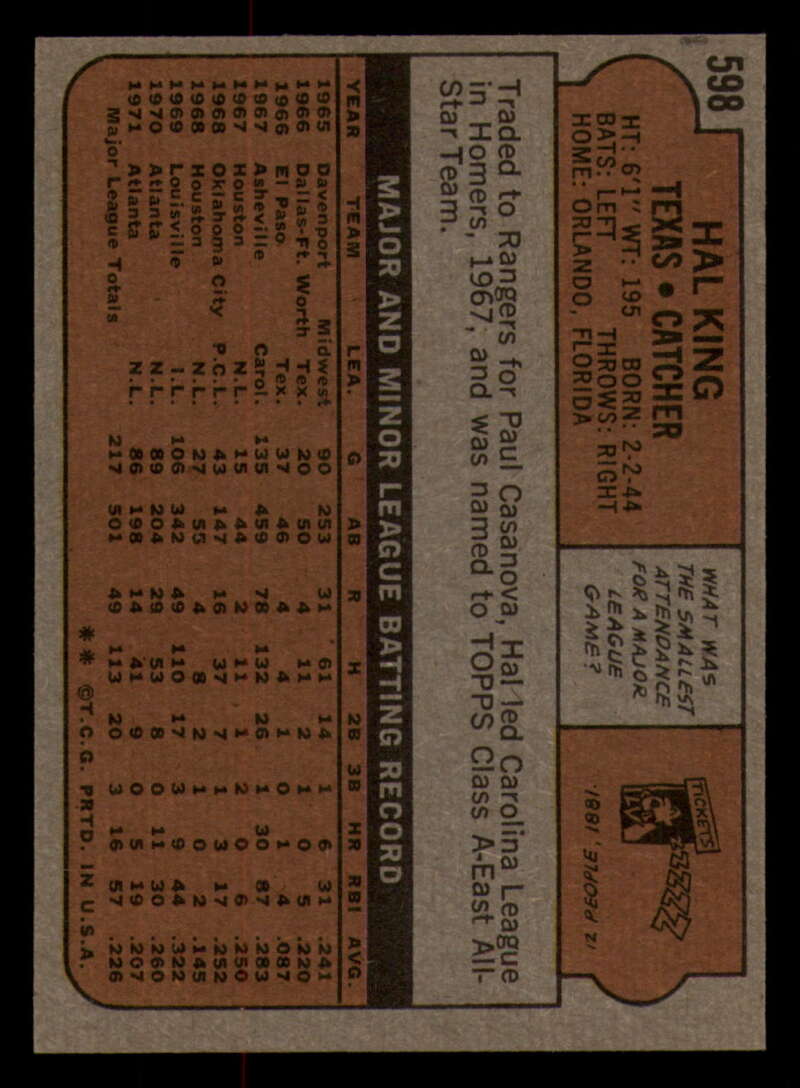 598
HAL KING
TEXAS • CATCHER
HT: 6'1" WT: 195 BORN: 2-2-44
BATS: LEFT THROWS: RIGHT
HOME: ORLANDO, FLORIDA
WHAT WAS
THE SMALLEST
ATTENDANCE
FOR A MAJOR
LEAGUE
GAME?
TICKETS
12 PEOPLE, 1881.
Traded to Rangers for Paul Casanova, Hal led Carolina League
in Homers, 1967, and was named to TOPPS Class A-East All-
Star Team.
MAJOR AND MINOR LEAGUE BATTING RECORD
YEAR TEAM LEA. G AB R H 2B 3B HR RBI AVG.
1965 Davenport Midwest 90 253 31 61 14 1 6 31 .241
1966 Dallas-Ft. Worth Tex. 20 50 4 11 2 1 0 5 .220
1966 El Paso Tex. 37 46 4 4 1 0 1 4 .087
1967 Asheville Carol. 135 459 78 132 26 1 30 87 .283
1967 Houston N.L. 15 44 2 11 1 2 0 6 .250
1968 Oklahoma City P.C.L. 43 147 16 37 7 1 3 17 .252
1968 Houston N.L. 27 55 4 8 2 1 0 2 .145
1969 Louisville I.L. 106 342 49 110 17 3 9 44 .322
1970 Atlanta N.L. 89 204 29 53 8 0 11 30 .260
1971 Atlanta N.L. 86 198 14 41 9 0 5 19 .207
Major League Totals 217 501 49 113 20 3 16 57 .226
** ©T.C.G. PRTD. IN U.S.A.